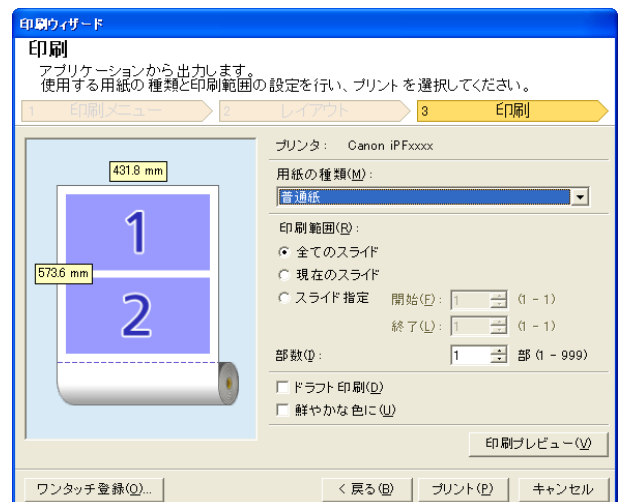 印刷ウィザード
印刷
アプリケーションから出力します。
使用する用紙の種類と印刷範囲の設定を行い、プリントを選択してください。
1 印刷メニュー 2 レイアウト 3 印刷
プリンタ： Canon iPFxxxx
431.8 mm
用紙の種類(M)：
普通紙
1
印刷範囲(R)：
全てのスライド
573.6 mm
現在のスライド
スライド指定 開始(F)： 1 (1 - 1)
2
終了(L)： 1 (1 - 1)
部数(I)： 1 部 (1 - 999)
ドラフト印刷(D)
鮮やかな色に(U)
印刷プレビュー(V)
ワンタッチ登録(O)... < 戻る(B) プリント(P) キャンセル